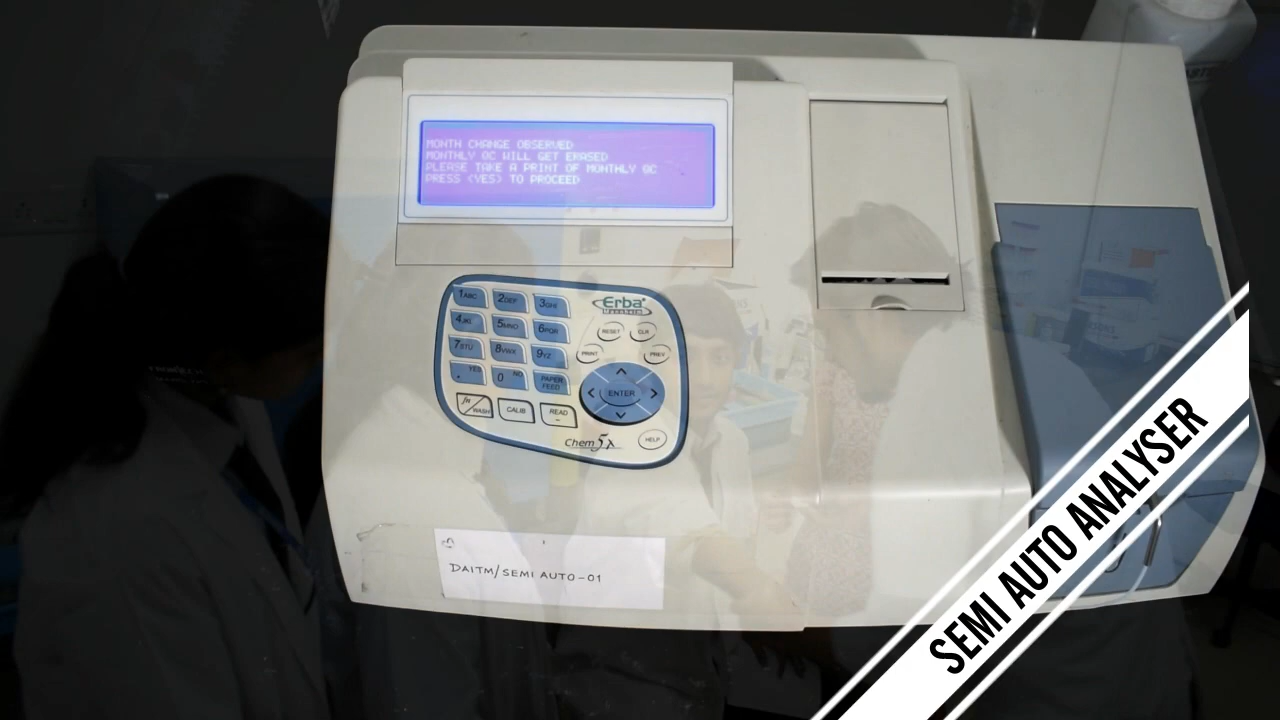 MONTH CHANGE OBSERVED
MONTHLY QC WILL GET ERASED
PLEASE TAKE A PRINT OF MONTHLY QC
PRESS <YES> TO PROCEED
1ABC 2DEF 3GHI
4JKL 5MNO 6PQR
7STU 8VWX 9YZ
. YES 0 NO PAPER FEED
WASH CALIB READ
Erba
Mannheim
RESET CLR
PRINT PREV
ENTER
HELP
Chem 5X
DAITM/SEMI AUTO-01
SEMI AUTO ANALYSER